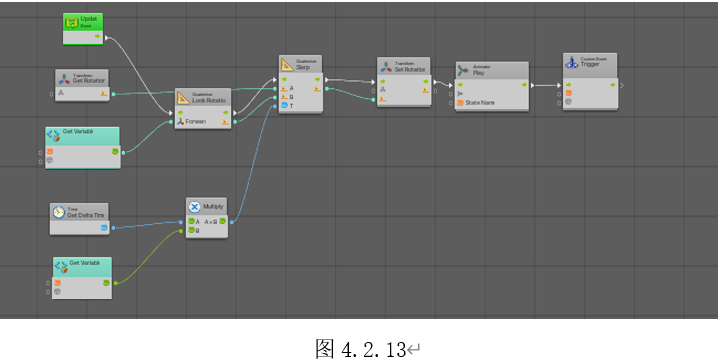 Updat
Event
Transform
Get Rotation
Get Variabl
Quaternion
Look Rotatio
Forwarn
Quaternion
Slerp
A
B
T
Transform
Set Rotation
Animator
Play
State Name
Custom Event
Trigger
Time
Get Delta Tim
Multiply
A
A×B
B
Get Variabl
图 4.2.13